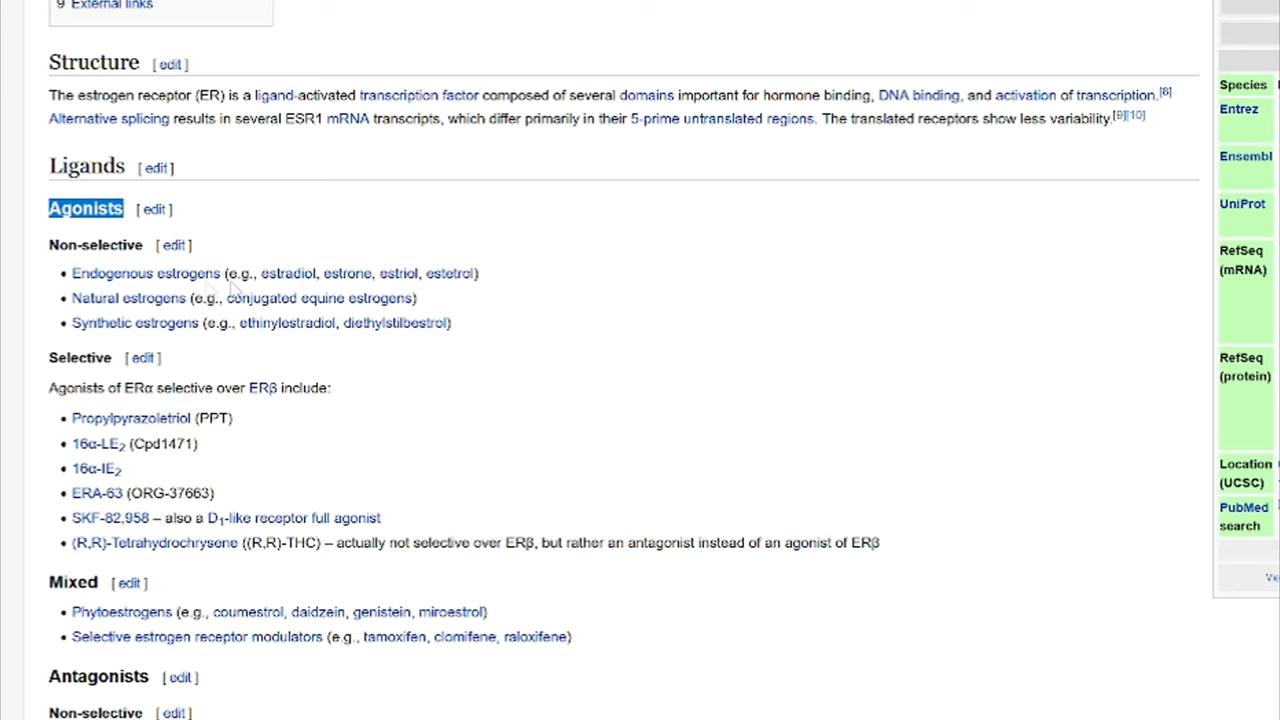 9 External links
Structure [ edit ]
The estrogen receptor (ER) is a ligand-activated transcription factor composed of several domains important for hormone binding, DNA binding, and activation of transcription.[8]
Alternative splicing results in several ESR1 mRNA transcripts, which differ primarily in their 5-prime untranslated regions. The translated receptors show less variability.[9][10]
Ligands [ edit ]
Agonists [ edit ]
Non-selective [ edit ]
• Endogenous estrogens (e.g., estradiol, estrone, estriol, estetrol)
• Natural estrogens (e.g., conjugated equine estrogens)
• Synthetic estrogens (e.g., ethinylestradiol, diethylstilbestrol)
Selective [ edit ]
Agonists of ERα selective over ERβ include:
• Propylpyrazoletriol (PPT)
• 16α-LE2 (Cpd1471)
• 16α-IE2
• ERA-63 (ORG-37663)
• SKF-82,958 – also a D1-like receptor full agonist
• (R,R)-Tetrahydrochrysene ((R,R)-THC) – actually not selective over ERβ, but rather an antagonist instead of an agonist of ERβ
Mixed [ edit ]
• Phytoestrogens (e.g., coumestrol, daidzein, genistein, miroestrol)
• Selective estrogen receptor modulators (e.g., tamoxifen, clomifene, raloxifene)
Antagonists [ edit ]
Non-selective [ edit ]
Species
Entrez
Ensembl
UniProt
RefSeq
(mRNA)
RefSeq
(protein)
Location
(UCSC)
PubMed
search